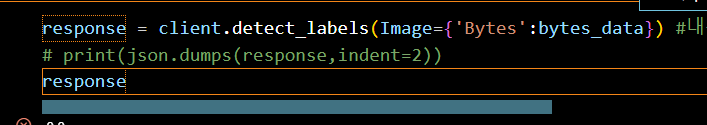 response = client.detect_labels(Image={'Bytes':bytes_data}) #내
# print(json.dumps(response,indent=2))
response